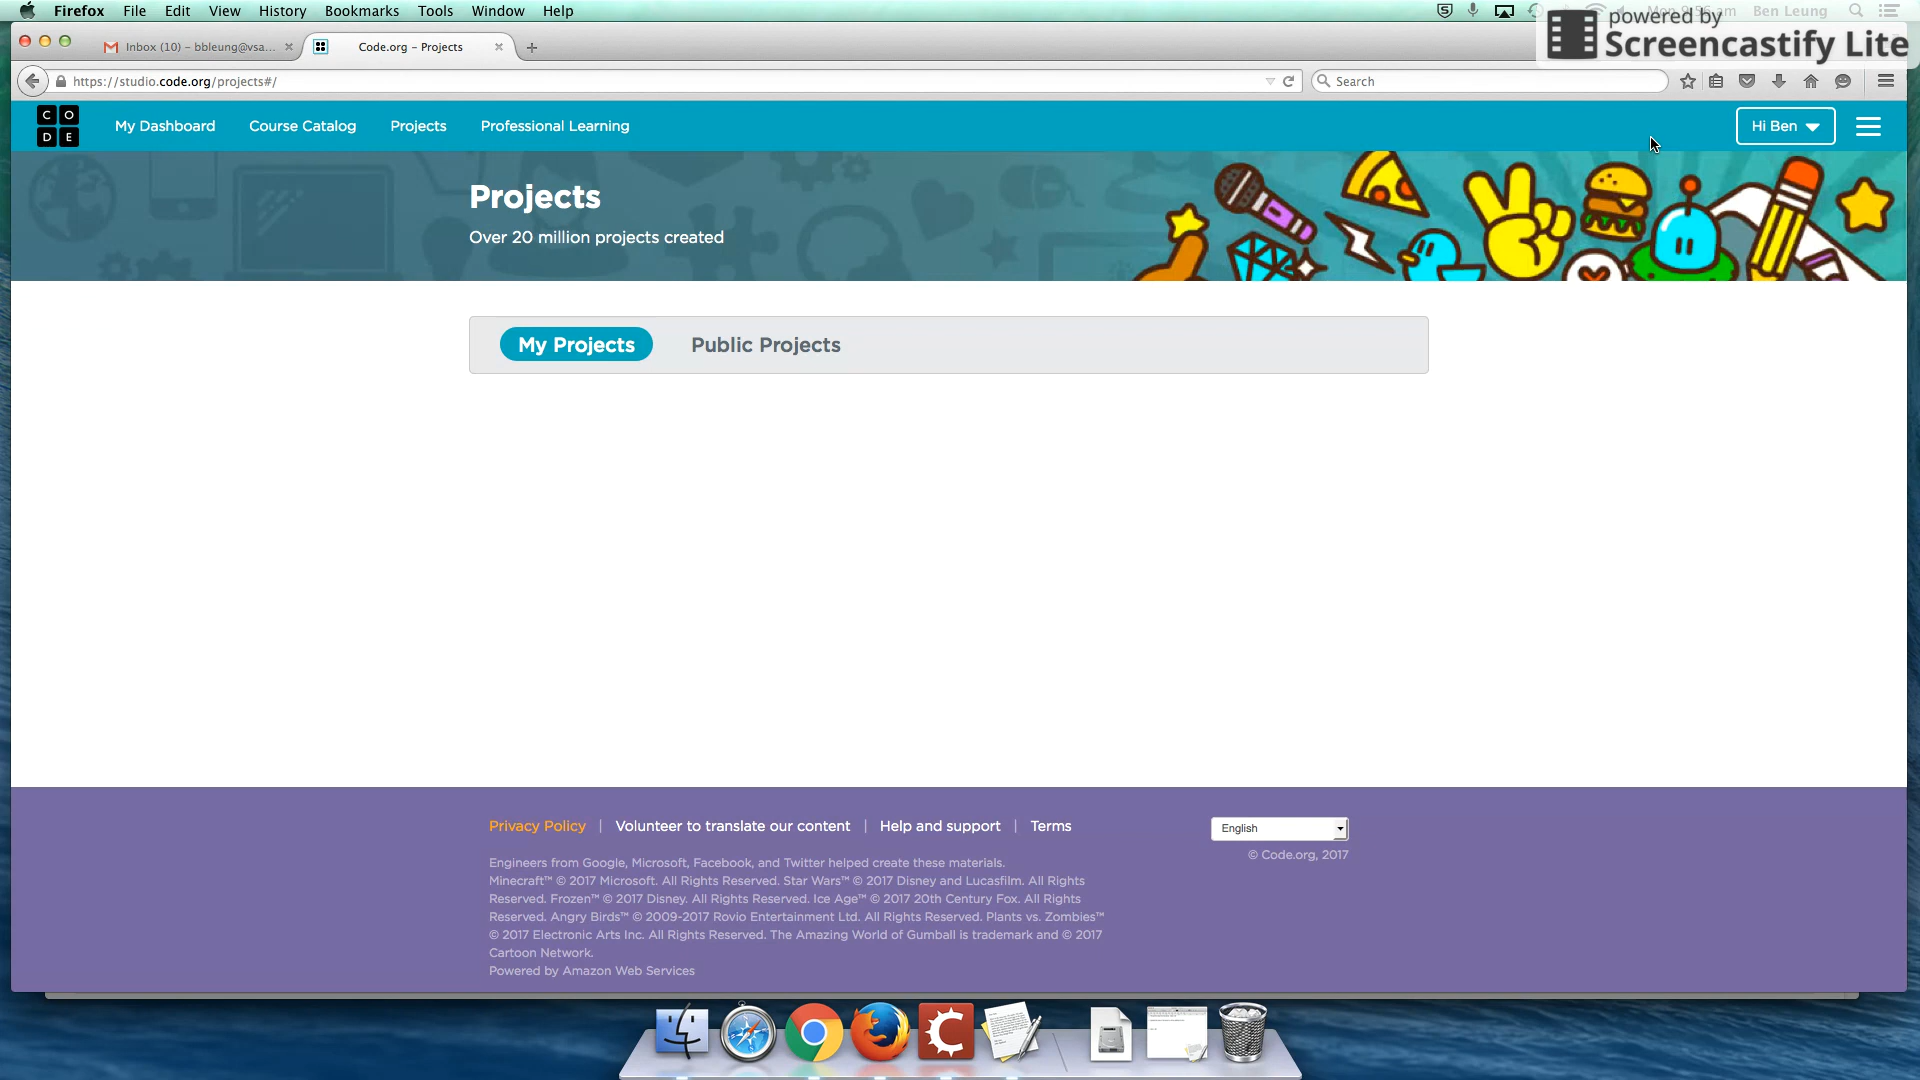 Firefox File Edit View History Bookmarks Tools Window Help Mon 9:56 am Ben Leung
powered by
Screencastify Lite
Inbox (10) – bbleung@vsa... Code.org – Projects
https://studio.code.org/projects#/ Search
CODE My Dashboard Course Catalog Projects Professional Learning Hi Ben
Projects
Over 20 million projects created
My Projects Public Projects
Privacy Policy | Volunteer to translate our content | Help and support | Terms English
© Code.org, 2017
Engineers from Google, Microsoft, Facebook, and Twitter helped create these materials.
Minecraft™ © 2017 Microsoft. All Rights Reserved. Star Wars™ © 2017 Disney and Lucasfilm. All Rights
Reserved. Frozen™ © 2017 Disney. All Rights Reserved. Ice Age™ © 2017 20th Century Fox. All Rights
Reserved. Angry Birds™ © 2009-2017 Rovio Entertainment Ltd. All Rights Reserved. Plants vs. Zombies™
© 2017 Electronic Arts Inc. All Rights Reserved. The Amazing World of Gumball is trademark and © 2017
Cartoon Network.
Powered by Amazon Web Services